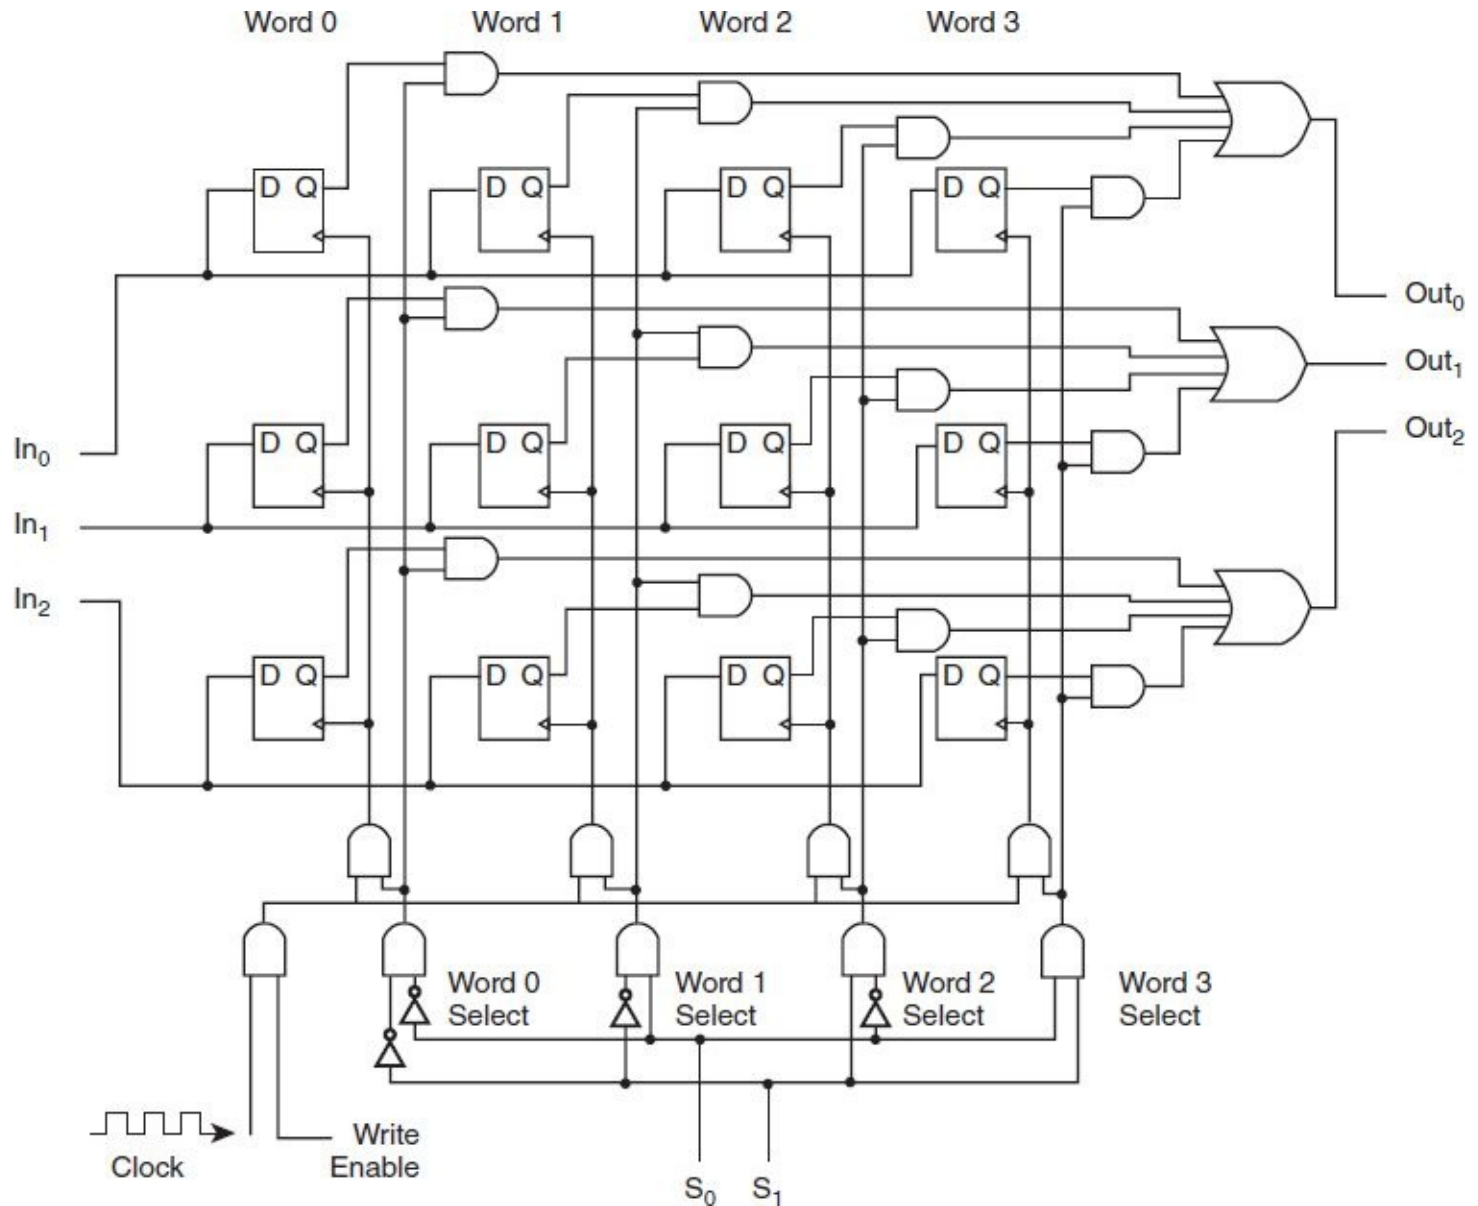 Word 0 Word 1 Word 2 Word 3
D Q D Q D Q D Q
Out₀
Out₁
Out₂
In₀
D Q D Q D Q D Q
In₁
In₂
D Q D Q D Q D Q
Word 0 Word 1 Word 2 Word 3
Select Select Select Select
Write
Clock Enable
S₀ S₁